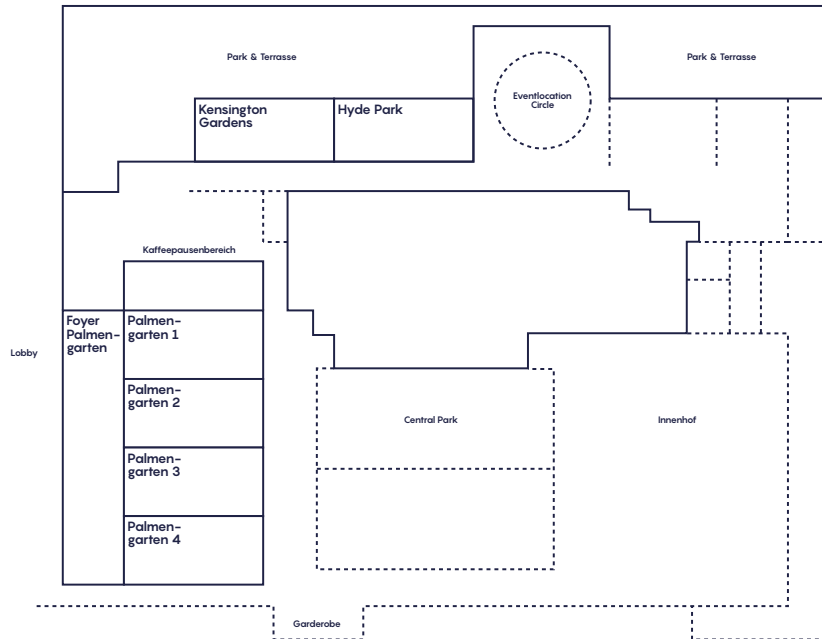 Park & Terrasse
Park & Terrasse
Eventlocation
Circle
Kensington
Gardens
Hyde Park
Kaffeepausenbereich
Foyer
Palmen-
garten
Palmen-
garten 1
Lobby
Palmen-
garten 2
Central Park
Innenhof
Palmen-
garten 3
Palmen-
garten 4
Garderobe